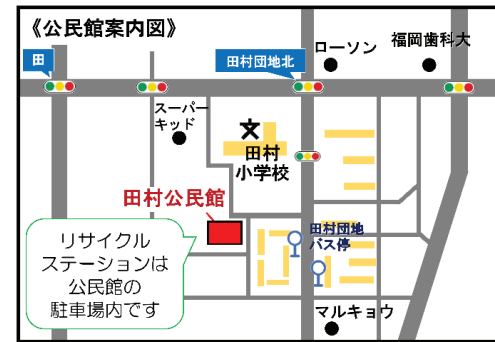 《公民館案内図》
田
田村団地北
ローソン
福岡歯科大
スーパー
キッド
文
田村
小学校
田村公民館
田村団地
バス停
リサイクル
ステーションは
公民館の
駐車場内です
マルキョウ